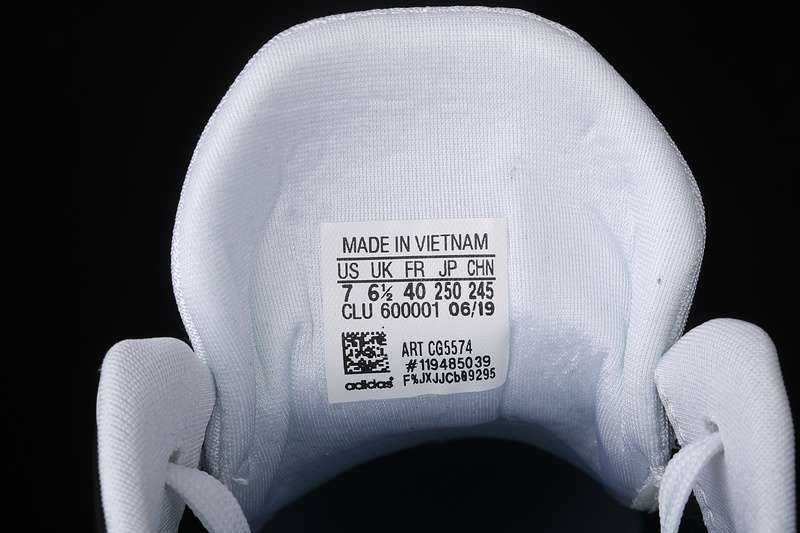 MADE IN VIETNAM
US UK FR JP CHN
7 6½ 40 250 245
CLU 600001 06/19
ART CG5574
#119485039
adidas F%JXJJCb09295